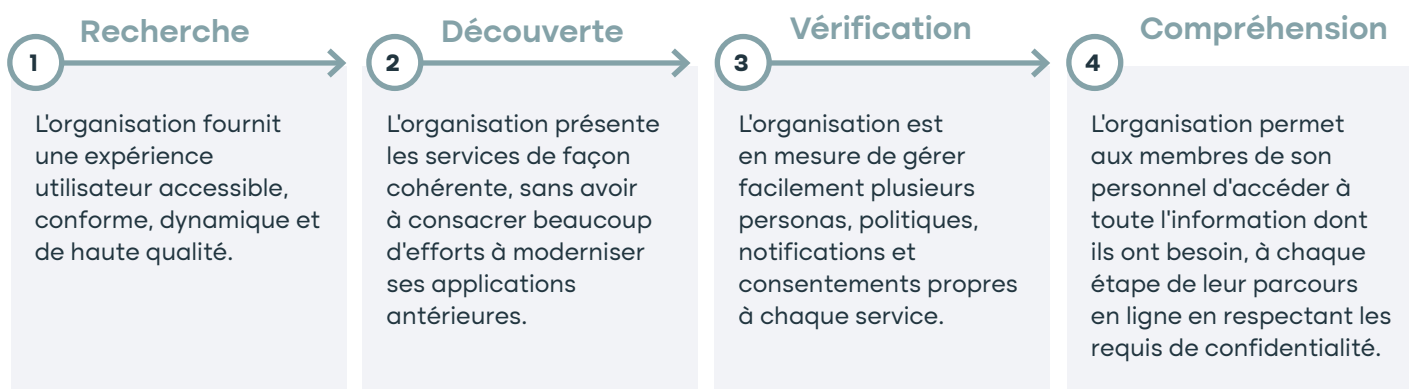 1
Recherche
L'organisation fournit
une expérience
utilisateur accessible,
conforme, dynamique et
de haute qualité.
2
Découverte
L'organisation présente
les services de façon
cohérente, sans avoir
à consacrer beaucoup
d'efforts à moderniser
ses applications
antérieures.
3
Vérification
L'organisation est
en mesure de gérer
facilement plusieurs
personas, politiques,
notifications et
consentements propres
à chaque service.
4
Compréhension
L'organisation permet
aux membres de son
personnel d'accéder à
toute l'information dont
ils ont besoin, à chaque
étape de leur parcours
en ligne en respectant les
requis de confidentialité.